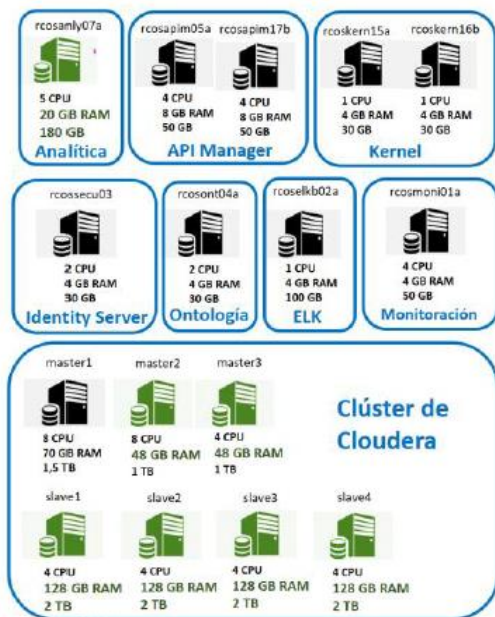 rcosanly07a
5 CPU
20 GB RAM
180 GB
Analítica
rcosapim05a rcosapim17b
4 CPU 4 CPU
8 GB RAM 8 GB RAM
50 GB 50 GB
API Manager
rcoskern15a rcoskern16b
1 CPU 1 CPU
4 GB RAM 4 GB RAM
30 GB 30 GB
Kernel
rcossecu03
2 CPU
4 GB RAM
30 GB
Identity Server
rcosont04a
2 CPU
4 GB RAM
30 GB
Ontología
rcoselkb02a
1 CPU
4 GB RAM
100 GB
ELK
rcosmoni01a
4 CPU
4 GB RAM
50 GB
Monitoración
Clúster de
Cloudera
master1 master2 master3
8 CPU 8 CPU 4 CPU
70 GB RAM 48 GB RAM 48 GB RAM
1,5 TB 1 TB 1 TB
slave1 slave2 slave3 slave4
4 CPU 4 CPU 4 CPU 4 CPU
128 GB RAM 128 GB RAM 128 GB RAM 128 GB RAM
2 TB 2 TB 2 TB 2 TB